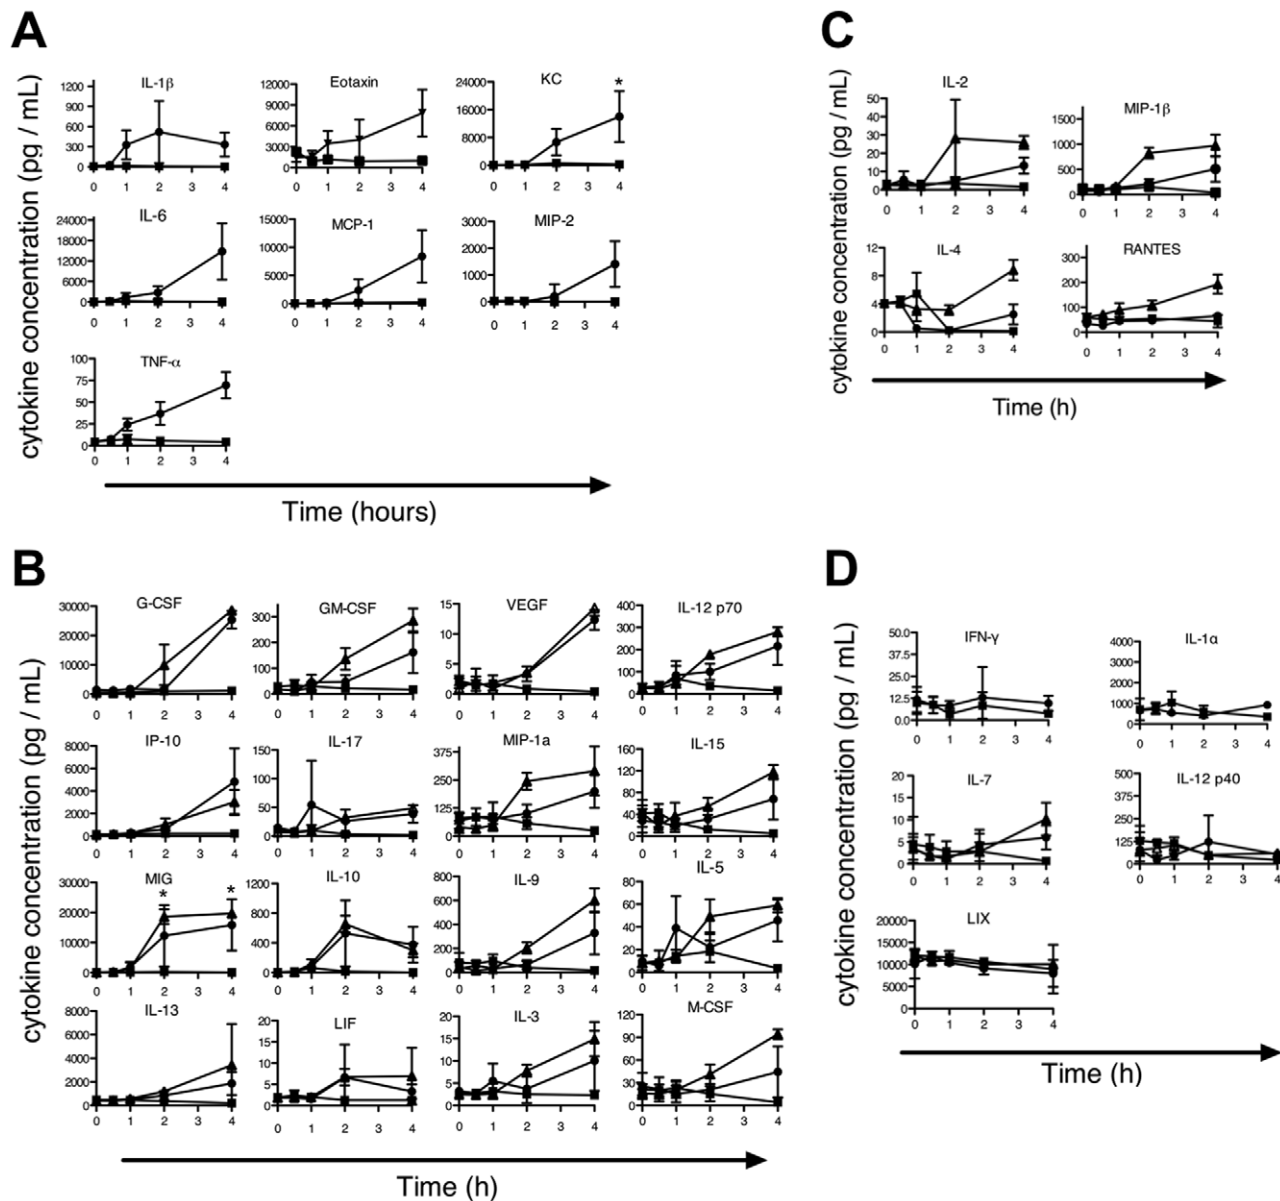 A
cytokine concentration (pg / mL)
IL-1β
1200
900
600
300
0
0 1 2 3 4
Eotaxin
12000
9000
6000
3000
0
0 1 2 3 4
KC
*
24000
16000
8000
0
0 1 2 3 4
IL-6
24000
18000
12000
6000
0
0 1 2 3 4
MCP-1
15000
10000
5000
0
0 1 2 3 4
MIP-2
3000
2000
1000
0
0 1 2 3 4
TNF-α
100
75
50
25
0
0 1 2 3 4
Time (hours)
C
cytokine concentration (pg / mL)
IL-2
50
40
30
20
10
0
0 1 2 3 4
MIP-1β
1500
1000
500
0
0 1 2 3 4
IL-4
12
8
4
0
0 1 2 3 4
RANTES
300
200
100
0
0 1 2 3 4
Time (h)
B
cytokine concentration (pg / mL)
G-CSF
30000
20000
10000
0
0 1 2 3 4
GM-CSF
300
200
100
0
0 1 2 3 4
VEGF
15
10
5
0
0 1 2 3 4
IL-12 p70
400
300
200
100
0
0 1 2 3 4
IP-10
8000
6000
4000
2000
0
0 1 2 3 4
IL-17
150
100
50
0
0 1 2 3 4
MIP-1a
375
250
125
0
0 1 2 3 4
IL-15
160
120
80
40
0
0 1 2 3 4
MIG
* *
30000
20000
10000
0
0 1 2 3 4
IL-10
1200
800
400
0
0 1 2 3 4
IL-9
800
600
400
200
0
0 1 2 3 4
IL-5
80
60
40
20
0
0 1 2 3 4
IL-13
8000
6000
4000
2000
0
0 1 2 3 4
LIF
20
15
10
5
0
0 1 2 3 4
IL-3
20
15
10
5
0
0 1 2 3 4
M-CSF
120
90
60
30
0
0 1 2 3 4
Time (h)
D
cytokine concentration (pg / mL)
IFN-γ
50.0
37.5
25.0
12.5
0.0
0 1 2 3 4
IL-1α
4000
3000
2000
1000
0
0 1 2 3 4
IL-7
20
15
10
5
0
0 1 2 3 4
IL-12 p40
500
375
250
125
0
0 1 2 3 4
LIX
20000
15000
10000
5000
0
0 1 2 3 4
Time (h)